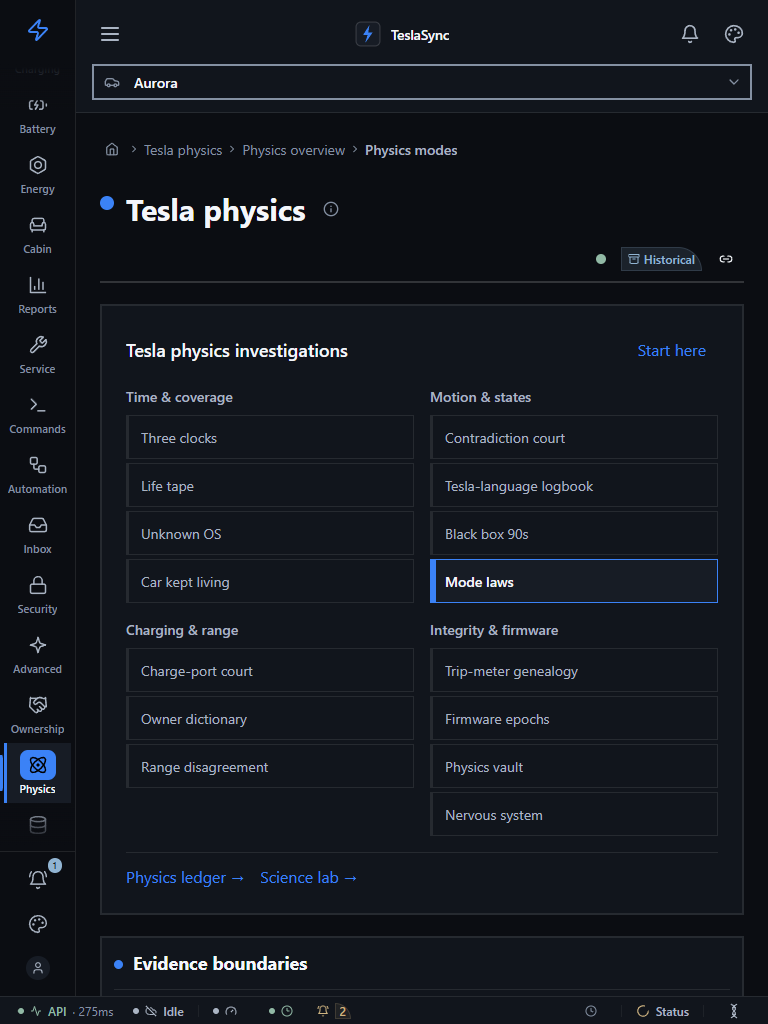 TeslaSync
Charging
Aurora
Battery
Energy
Cabin
Reports
Service
Commands
Automation
Inbox
Security
Advanced
Ownership
Physics
1
Tesla physics > Physics overview > Physics modes
Tesla physics
Historical
Tesla physics investigations
Start here
Time & coverage
Three clocks
Life tape
Unknown OS
Car kept living
Motion & states
Contradiction court
Tesla-language logbook
Black box 90s
Mode laws
Charging & range
Charge-port court
Owner dictionary
Range disagreement
Integrity & firmware
Trip-meter genealogy
Firmware epochs
Physics vault
Nervous system
Physics ledger → Science lab →
Evidence boundaries
API · 275ms Idle 2 Status